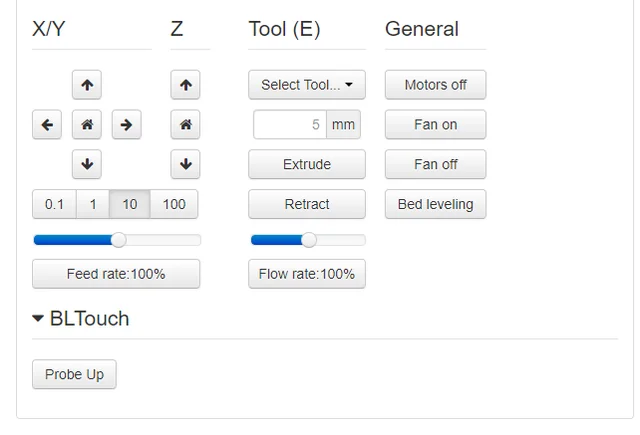 X/Y Z Tool (E) General
Select Tool... Motors off
5 mm Fan on
Extrude Fan off
0.1 1 10 100 Retract Bed leveling
Feed rate:100% Flow rate:100%
BLTouch
Probe Up